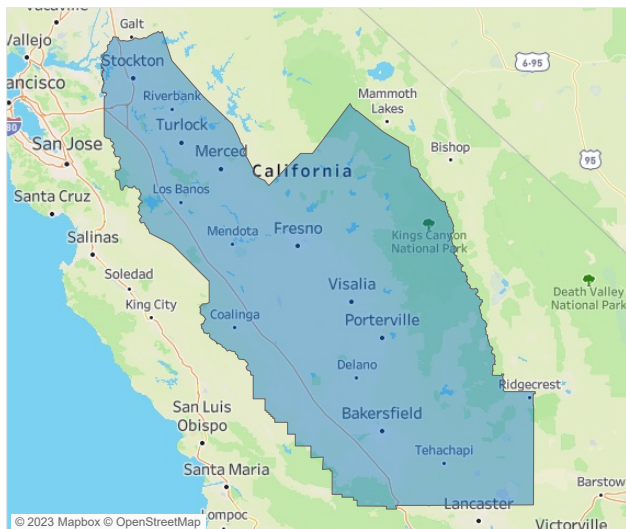 Vacaville
Galt
Vallejo
Stockton
6-95
ancisco
Riverbank
Mammoth
Lakes
80
Turlock
San Jose
Merced
Bishop
95
California
Santa Cruz
Los Banos
Salinas
Mendota
Fresno
Kings Canyon
National Park
Soledad
Visalia
Death Valley
National Park
King City
Coalinga
Porterville
Delano
Ridgecrest
San Luis
Obispo
Bakersfield
Tehachapi
Santa Maria
Barstow
Lompoc
Lancaster
Victorville
© 2023 Mapbox © OpenStreetMap